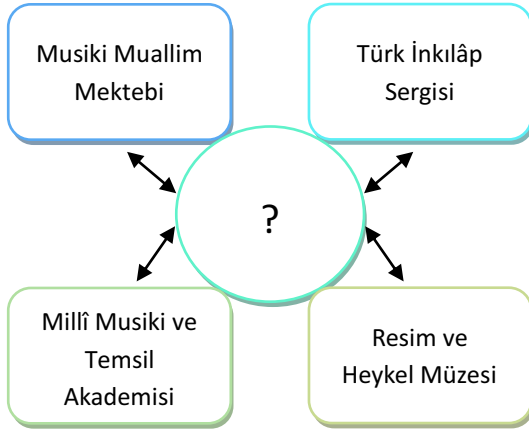 Musiki Muallim
Mektebi
Türk İnkılâp
Sergisi
?
Millî Musiki ve
Temsil
Akademisi
Resim ve
Heykel Müzesi